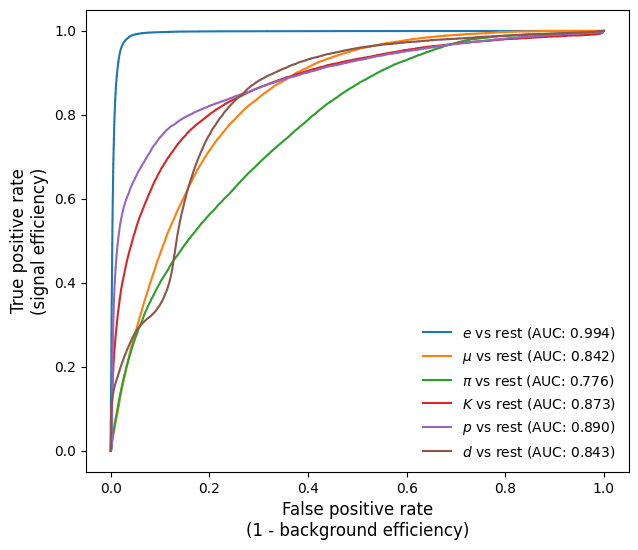 1.0
0.8
0.6
0.4
0.2
0.0
True positive rate
(signal efficiency)
e vs rest (AUC: 0.994)
μ vs rest (AUC: 0.842)
π vs rest (AUC: 0.776)
K vs rest (AUC: 0.873)
p vs rest (AUC: 0.890)
d vs rest (AUC: 0.843)
0.0 0.2 0.4 0.6 0.8 1.0
False positive rate
(1 - background efficiency)